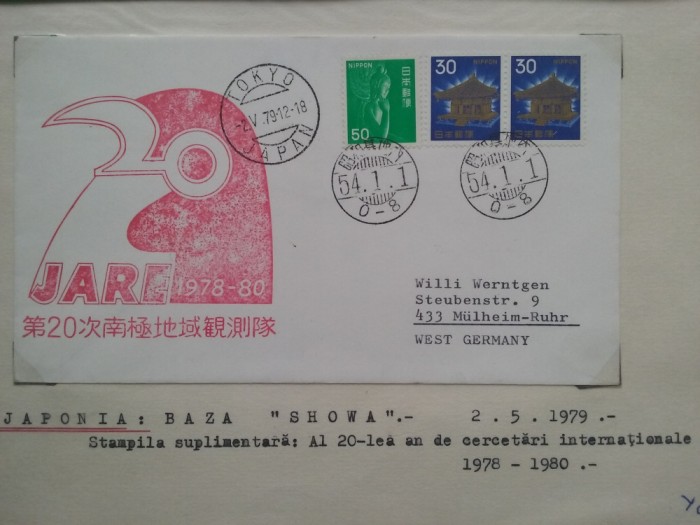 TOKYO
-2.V.79.12-18
JAPAN
NIPPON
日本郵便
50
30
NIPPON
日本郵便
30
NIPPON
日本郵便
54.1.1
0-8
54.1.1
0-8
20
JARE 1978-80
第20次南極地域観測隊
Willi Werntgen
Steubenstr. 9
433 Mülheim-Ruhr
WEST GERMANY
JAPONIA: BAZA "SHOWA".- 2.5.1979.-
Stampila suplimentară: Al 20-lea an de cercetări internaționale
1978 - 1980 .-